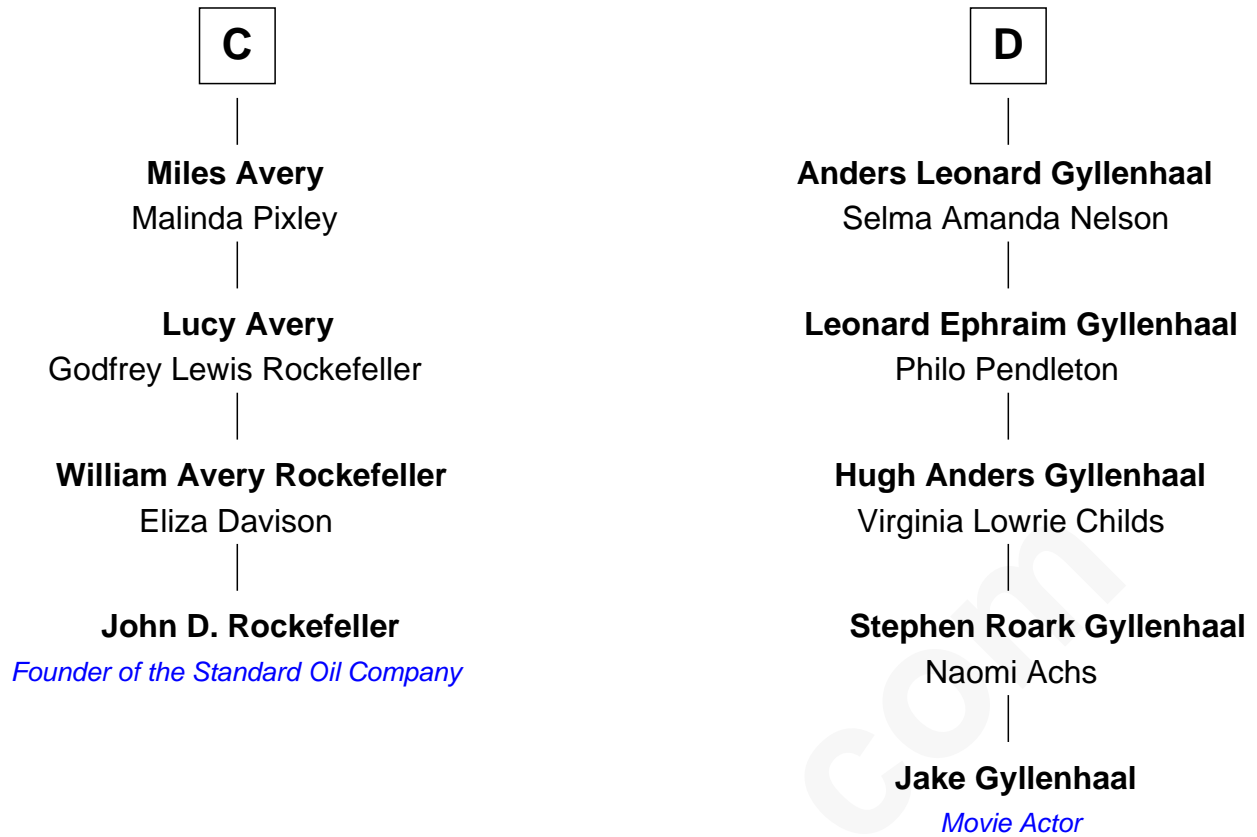 C
Miles Avery
Malinda Pixley
Lucy Avery
Godfrey Lewis Rockefeller
William Avery Rockefeller
Eliza Davison
John D. Rockefeller
Founder of the Standard Oil Company
D
Anders Leonard Gyllenhaal
Selma Amanda Nelson
Leonard Ephraim Gyllenhaal
Philo Pendleton
Hugh Anders Gyllenhaal
Virginia Lowrie Childs
Stephen Roark Gyllenhaal
Naomi Achs
Jake Gyllenhaal
Movie Actor
com